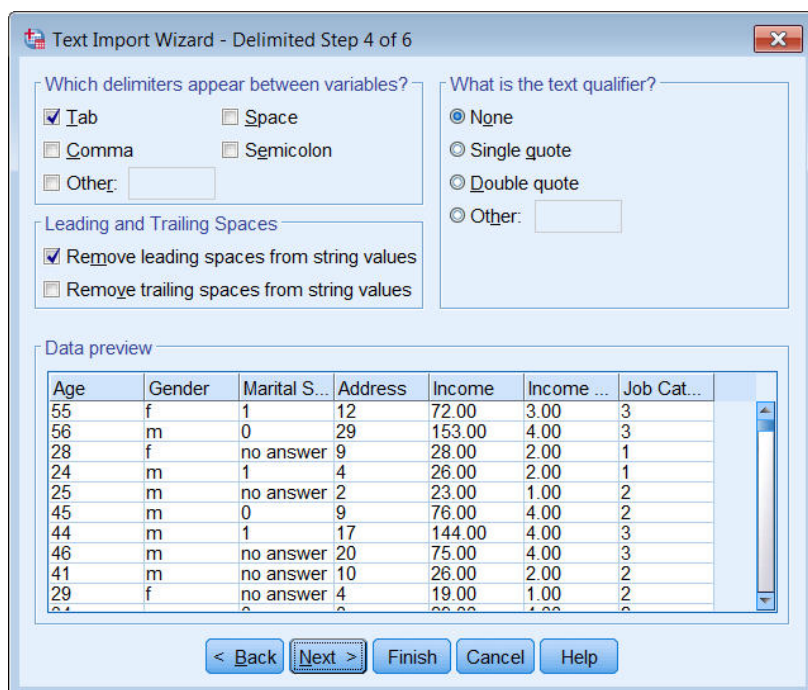 Text Import Wizard - Delimited Step 4 of 6
Which delimiters appear between variables?
Tab
Space
Comma
Semicolon
Other:
Leading and Trailing Spaces
Remove leading spaces from string values
Remove trailing spaces from string values
What is the text qualifier?
None
Single quote
Double quote
Other:
Data preview
Age Gender Marital S... Address Income Income ... Job Cat...
55 f 1 12 72.00 3.00 3
56 m 0 29 153.00 4.00 3
28 f no answer 9 28.00 2.00 1
24 m 1 4 26.00 2.00 1
25 m no answer 2 23.00 1.00 2
45 m 0 9 76.00 4.00 2
44 m 1 17 144.00 4.00 3
46 m no answer 20 75.00 4.00 3
41 m no answer 10 26.00 2.00 2
29 f no answer 4 19.00 1.00 2
< Back Next > Finish Cancel Help